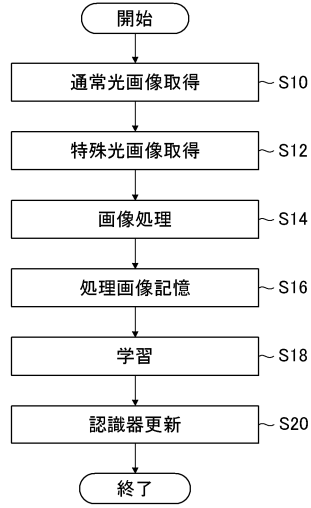 開始
通常光画像取得 S10
特殊光画像取得 S12
画像処理 S14
処理画像記憶 S16
学習 S18
認識器更新 S20
終了